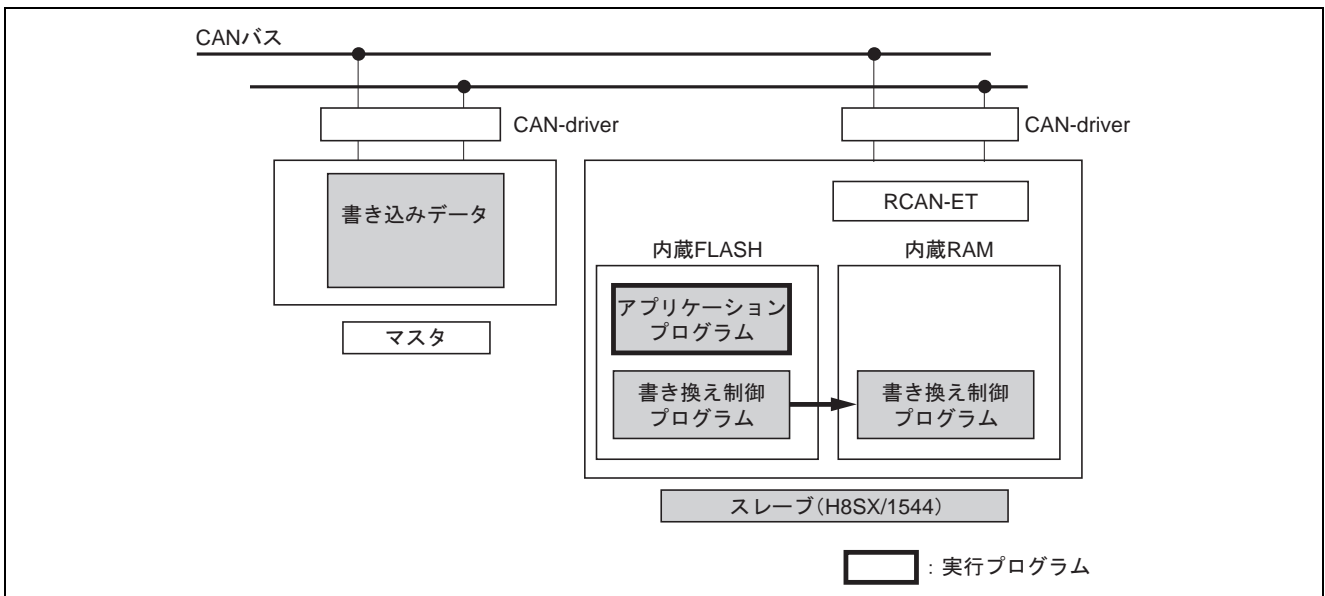 CANバス
CAN-driver
CAN-driver
書き込みデータ
RCAN-ET
内蔵FLASH
内蔵RAM
アプリケーション
プログラム
マスタ
書き換え制御
プログラム
書き換え制御
プログラム
スレーブ(H8SX/1544)
:実行プログラム